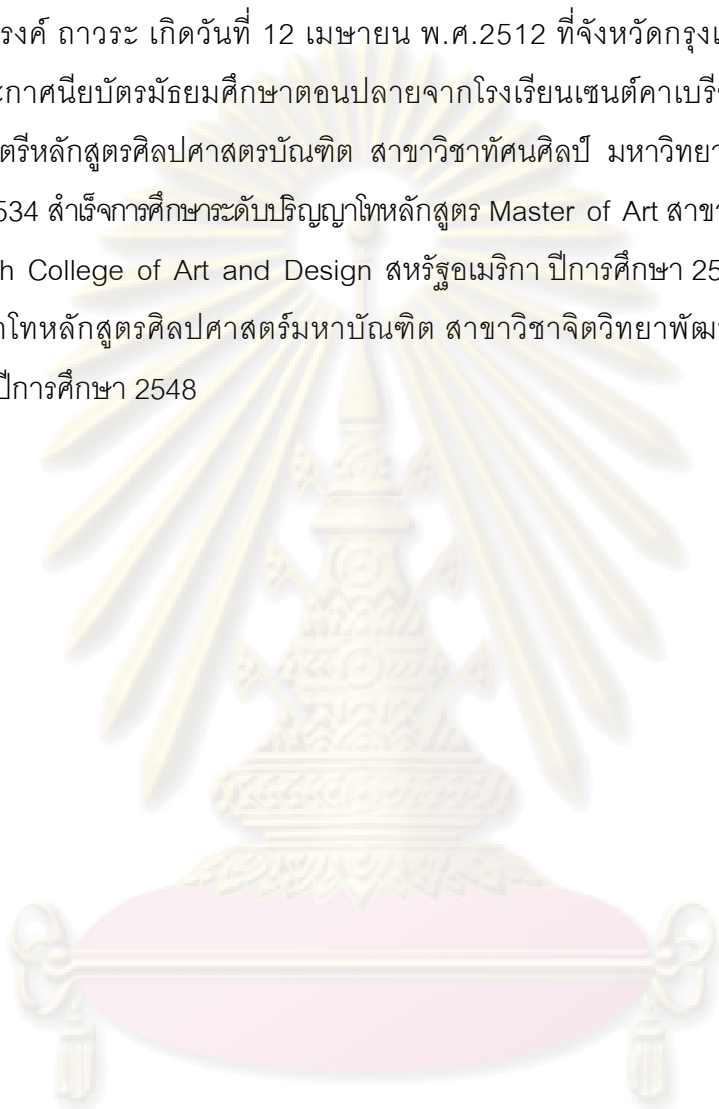 รงค์ ถาวระ เกิดวันที่ 12 เมษายน พ.ศ.2512 ที่จังหวัดกรุงเ
ะกาศนียบัตรมัธยมศึกษาตอนปลายจากโรงเรียนเซนต์คาเบรี
ตรีหลักสูตรศิลปศาสตรบัณฑิต สาขาวิชาทัศนศิลป์ มหาวิทยา
534 สำเร็จการศึกษาระดับปริญญาโทหลักสูตร Master of Art สาขา
h College of Art and Design สหรัฐอเมริกา ปีการศึกษา 25
าโทหลักสูตรศิลปศาสตร์มหาบัณฑิต สาขาวิชาจิตวิทยาพัฒ
ปีการศึกษา 2548